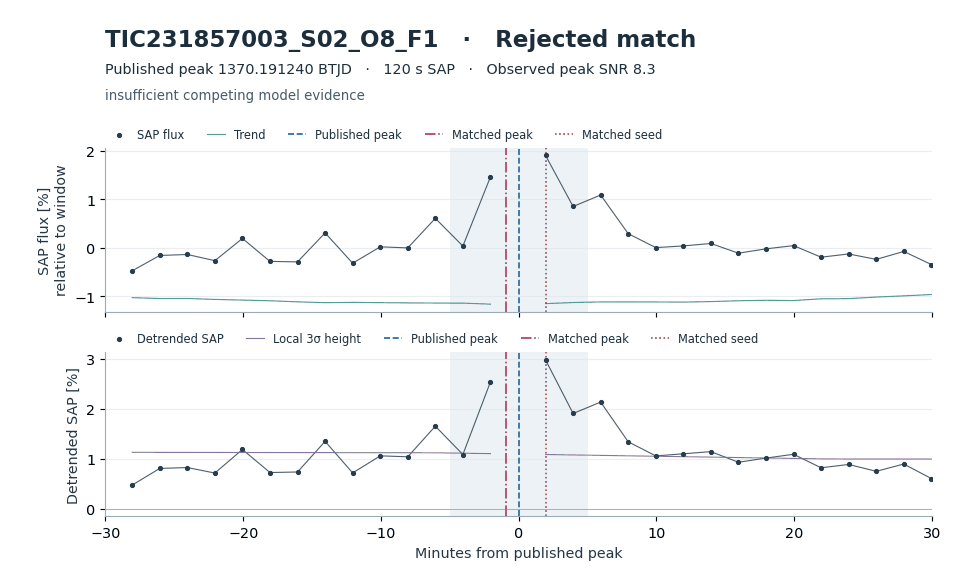 TIC231857003_S02_O8_F1 · Rejected match
Published peak 1370.191240 BTJD · 120 s SAP · Observed peak SNR 8.3
insufficient competing model evidence
SAP flux Trend Published peak Matched peak Matched seed
2
1
0
−1
SAP flux [%]
relative to window
Detrended SAP Local 3σ height Published peak Matched peak Matched seed
3
2
1
0
Detrended SAP [%]
−30 −20 −10 0 10 20 30
Minutes from published peak